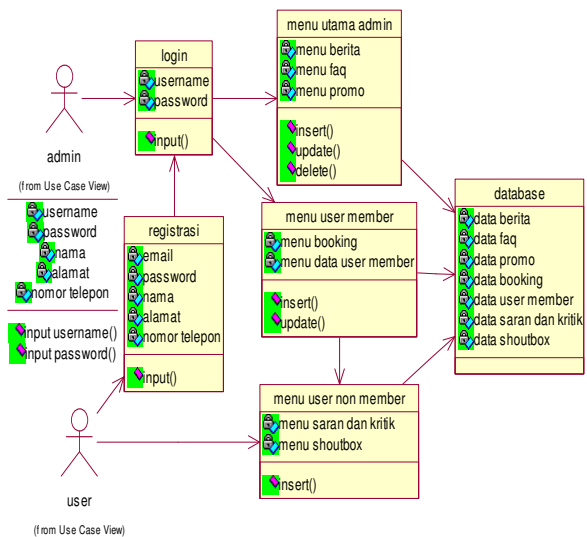 admin
(from Use Case View)
username
password
nama
alamat
nomor telepon
input username()
input password()
user
(from Use Case View)
login
username
password
input()
registrasi
email
password
nama
alamat
nomor telepon
input()
menu utama admin
menu berita
menu faq
menu promo
insert()
update()
delete()
menu user member
menu booking
menu data user member
insert()
update()
menu user non member
menu saran dan kritik
menu shoutbox
insert()
database
data berita
data faq
data promo
data booking
data user member
data saran dan kritik
data shoutbox